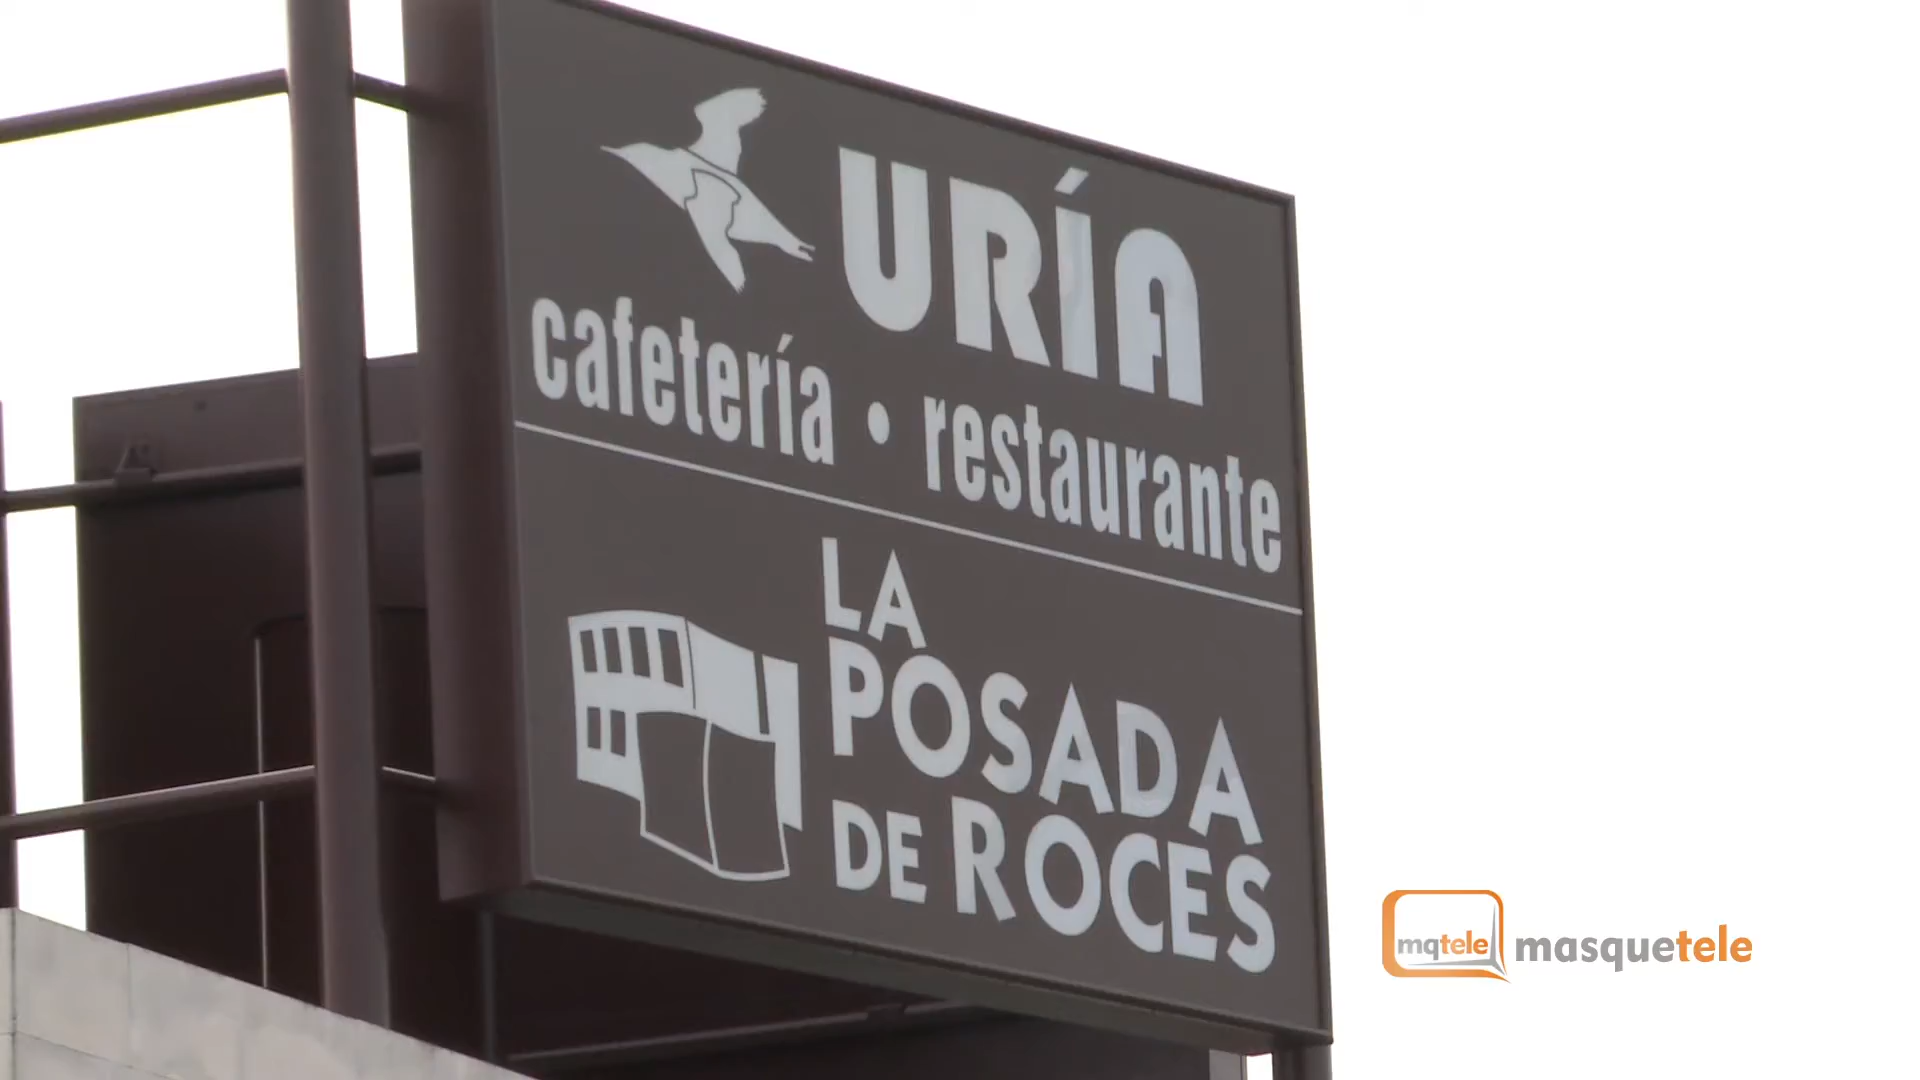 URÍA
cafetería • restaurante
LA
POSADA
DE ROCES
mqtele masquetele